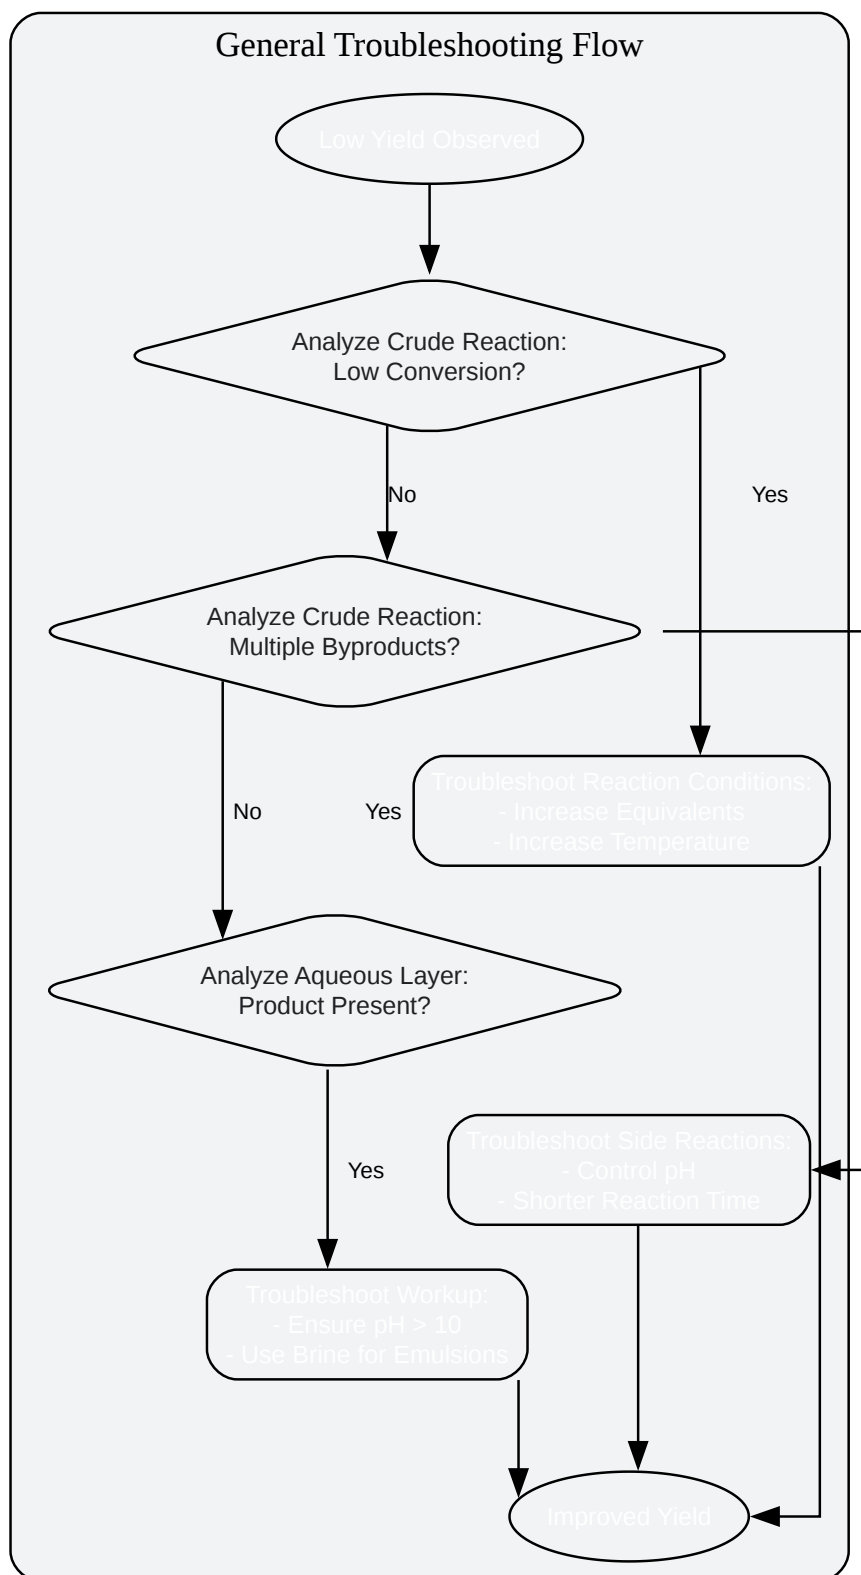 General Troubleshooting Flow
Low Yield Observed
Analyze Crude Reaction:
Low Conversion?
No
Yes
Analyze Crude Reaction:
Multiple Byproducts?
Troubleshoot Reaction Conditions:
- Increase Equivalents
- Increase Temperature
No
Yes
Analyze Aqueous Layer:
Product Present?
Troubleshoot Side Reactions:
- Control pH
- Shorter Reaction Time
Yes
Troubleshoot Workup:
- Ensure pH > 10
- Use Brine for Emulsions
Improved Yield